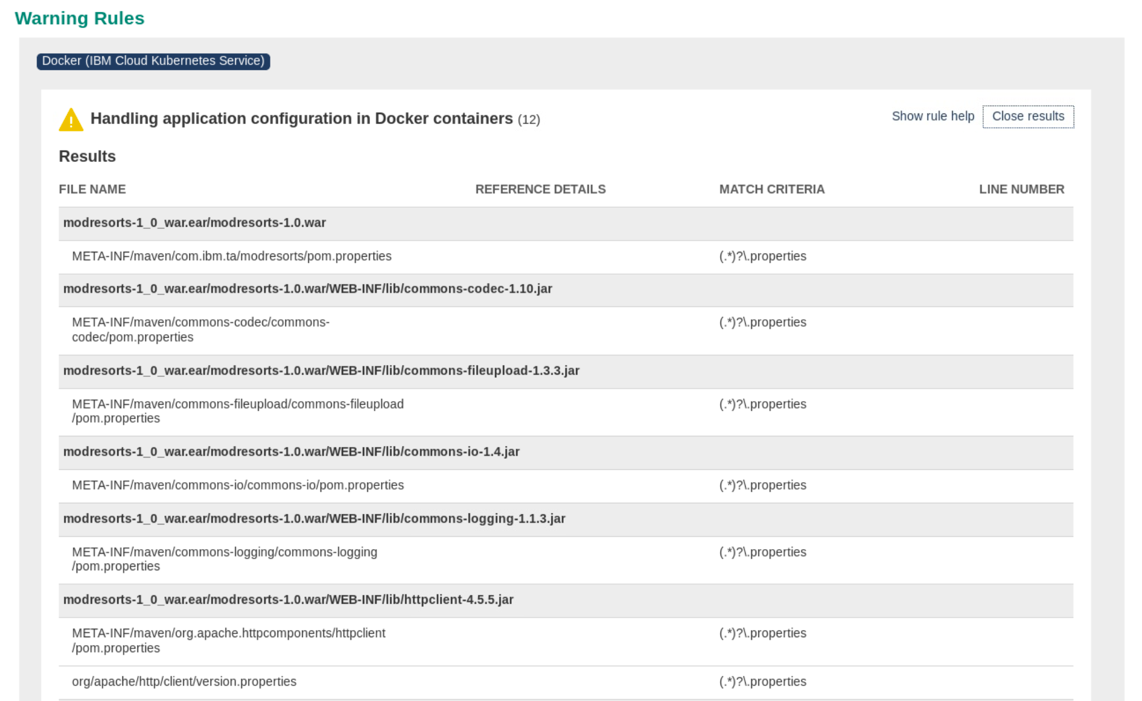 Warning Rules
Docker (IBM Cloud Kubernetes Service)
Handling application configuration in Docker containers (12)
Show rule help
Close results
Results
FILE NAME
REFERENCE DETAILS
MATCH CRITERIA
LINE NUMBER
modresorts-1_0_war.ear/modresorts-1.0.war
META-INF/maven/com.ibm.ta/modresorts/pom.properties
(.*)?\.properties
modresorts-1_0_war.ear/modresorts-1.0.war/WEB-INF/lib/commons-codec-1.10.jar
META-INF/maven/commons-codec/commons-
codec/pom.properties
(.*)?\.properties
modresorts-1_0_war.ear/modresorts-1.0.war/WEB-INF/lib/commons-fileupload-1.3.3.jar
META-INF/maven/commons-fileupload/commons-fileupload
/pom.properties
(.*)?\.properties
modresorts-1_0_war.ear/modresorts-1.0.war/WEB-INF/lib/commons-io-1.4.jar
META-INF/maven/commons-io/commons-io/pom.properties
(.*)?\.properties
modresorts-1_0_war.ear/modresorts-1.0.war/WEB-INF/lib/commons-logging-1.1.3.jar
META-INF/maven/commons-logging/commons-logging
/pom.properties
(.*)?\.properties
modresorts-1_0_war.ear/modresorts-1.0.war/WEB-INF/lib/httpclient-4.5.5.jar
META-INF/maven/org.apache.httpcomponents/httpclient
/pom.properties
(.*)?\.properties
org/apache/http/client/version.properties
(.*)?\.properties